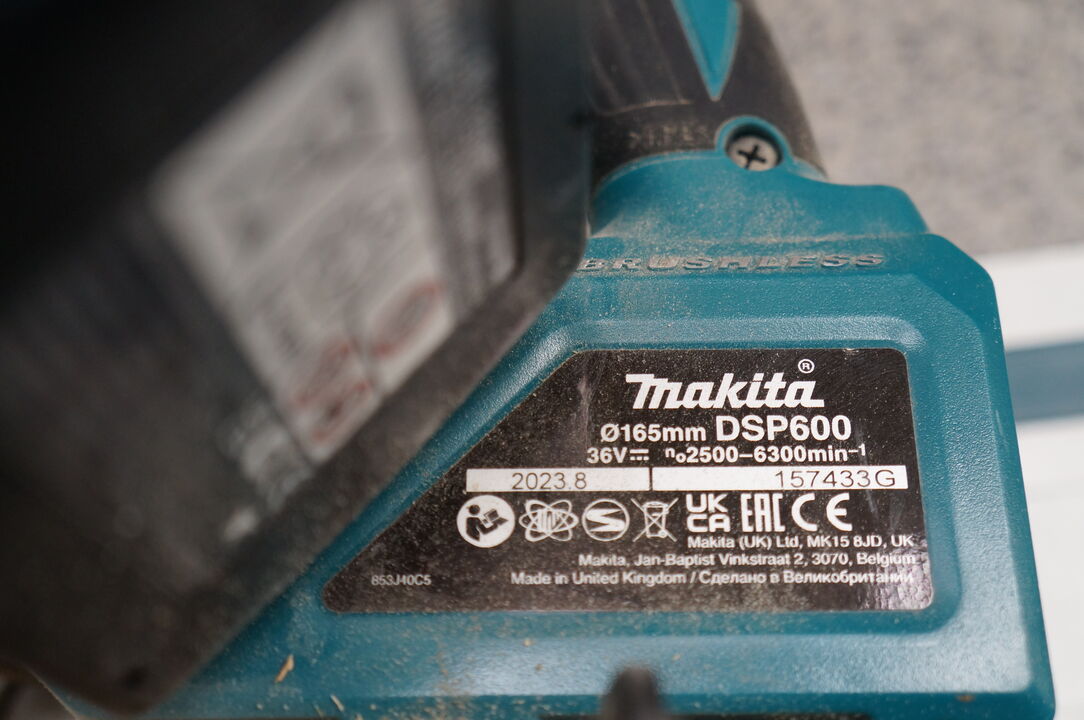 BRUSHLESS
Makita®
Ø165mm DSP600
36V⎓ n₀2500–6300min⁻¹
2023.8 157433G
UK CA EAC CE
Makita (UK) Ltd, MK15 8JD, UK
Makita, Jan-Baptist Vinkstraat 2, 3070, Belgium
853J40C5 Made in United Kingdom / Сделано в Великобритании